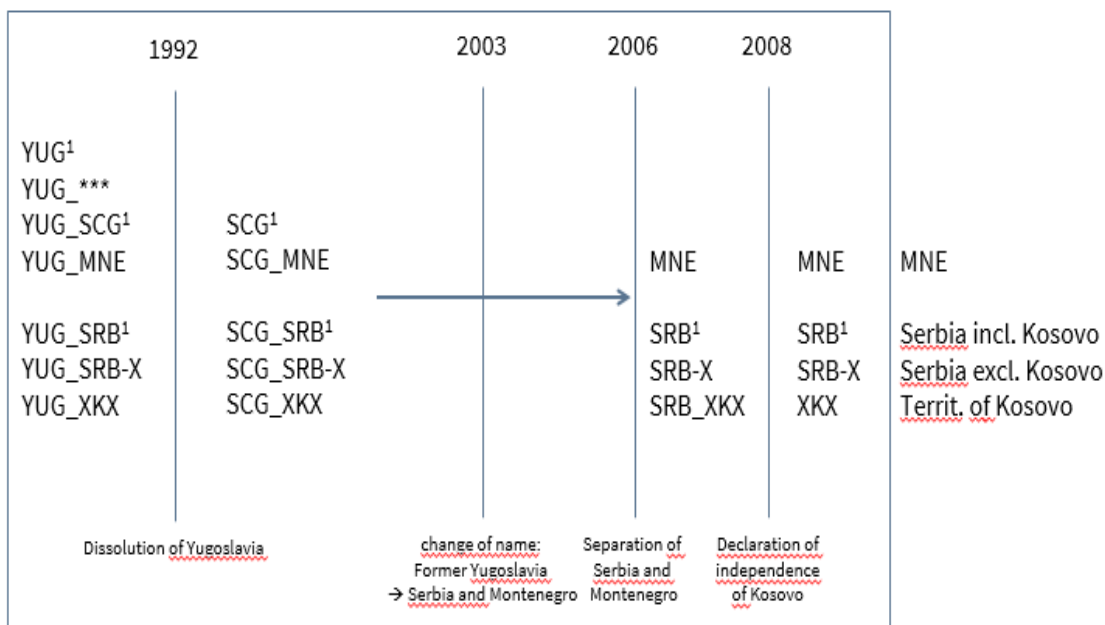 1992 2003 2006 2008
YUG¹
YUG_***
YUG_SCG¹ SCG¹
YUG_MNE SCG_MNE MNE MNE MNE
YUG_SRB¹ SCG_SRB¹ SRB¹ SRB¹ Serbia incl. Kosovo
YUG_SRB-X SCG_SRB-X SRB-X SRB-X Serbia excl. Kosovo
YUG_XKX SCG_XKX SRB_XKX XKX Territ. of Kosovo
Dissolution of Yugoslavia
change of name:
Former Yugoslavia
→ Serbia and Montenegro
Separation of
Serbia and
Montenegro
Declaration of
independence
of Kosovo